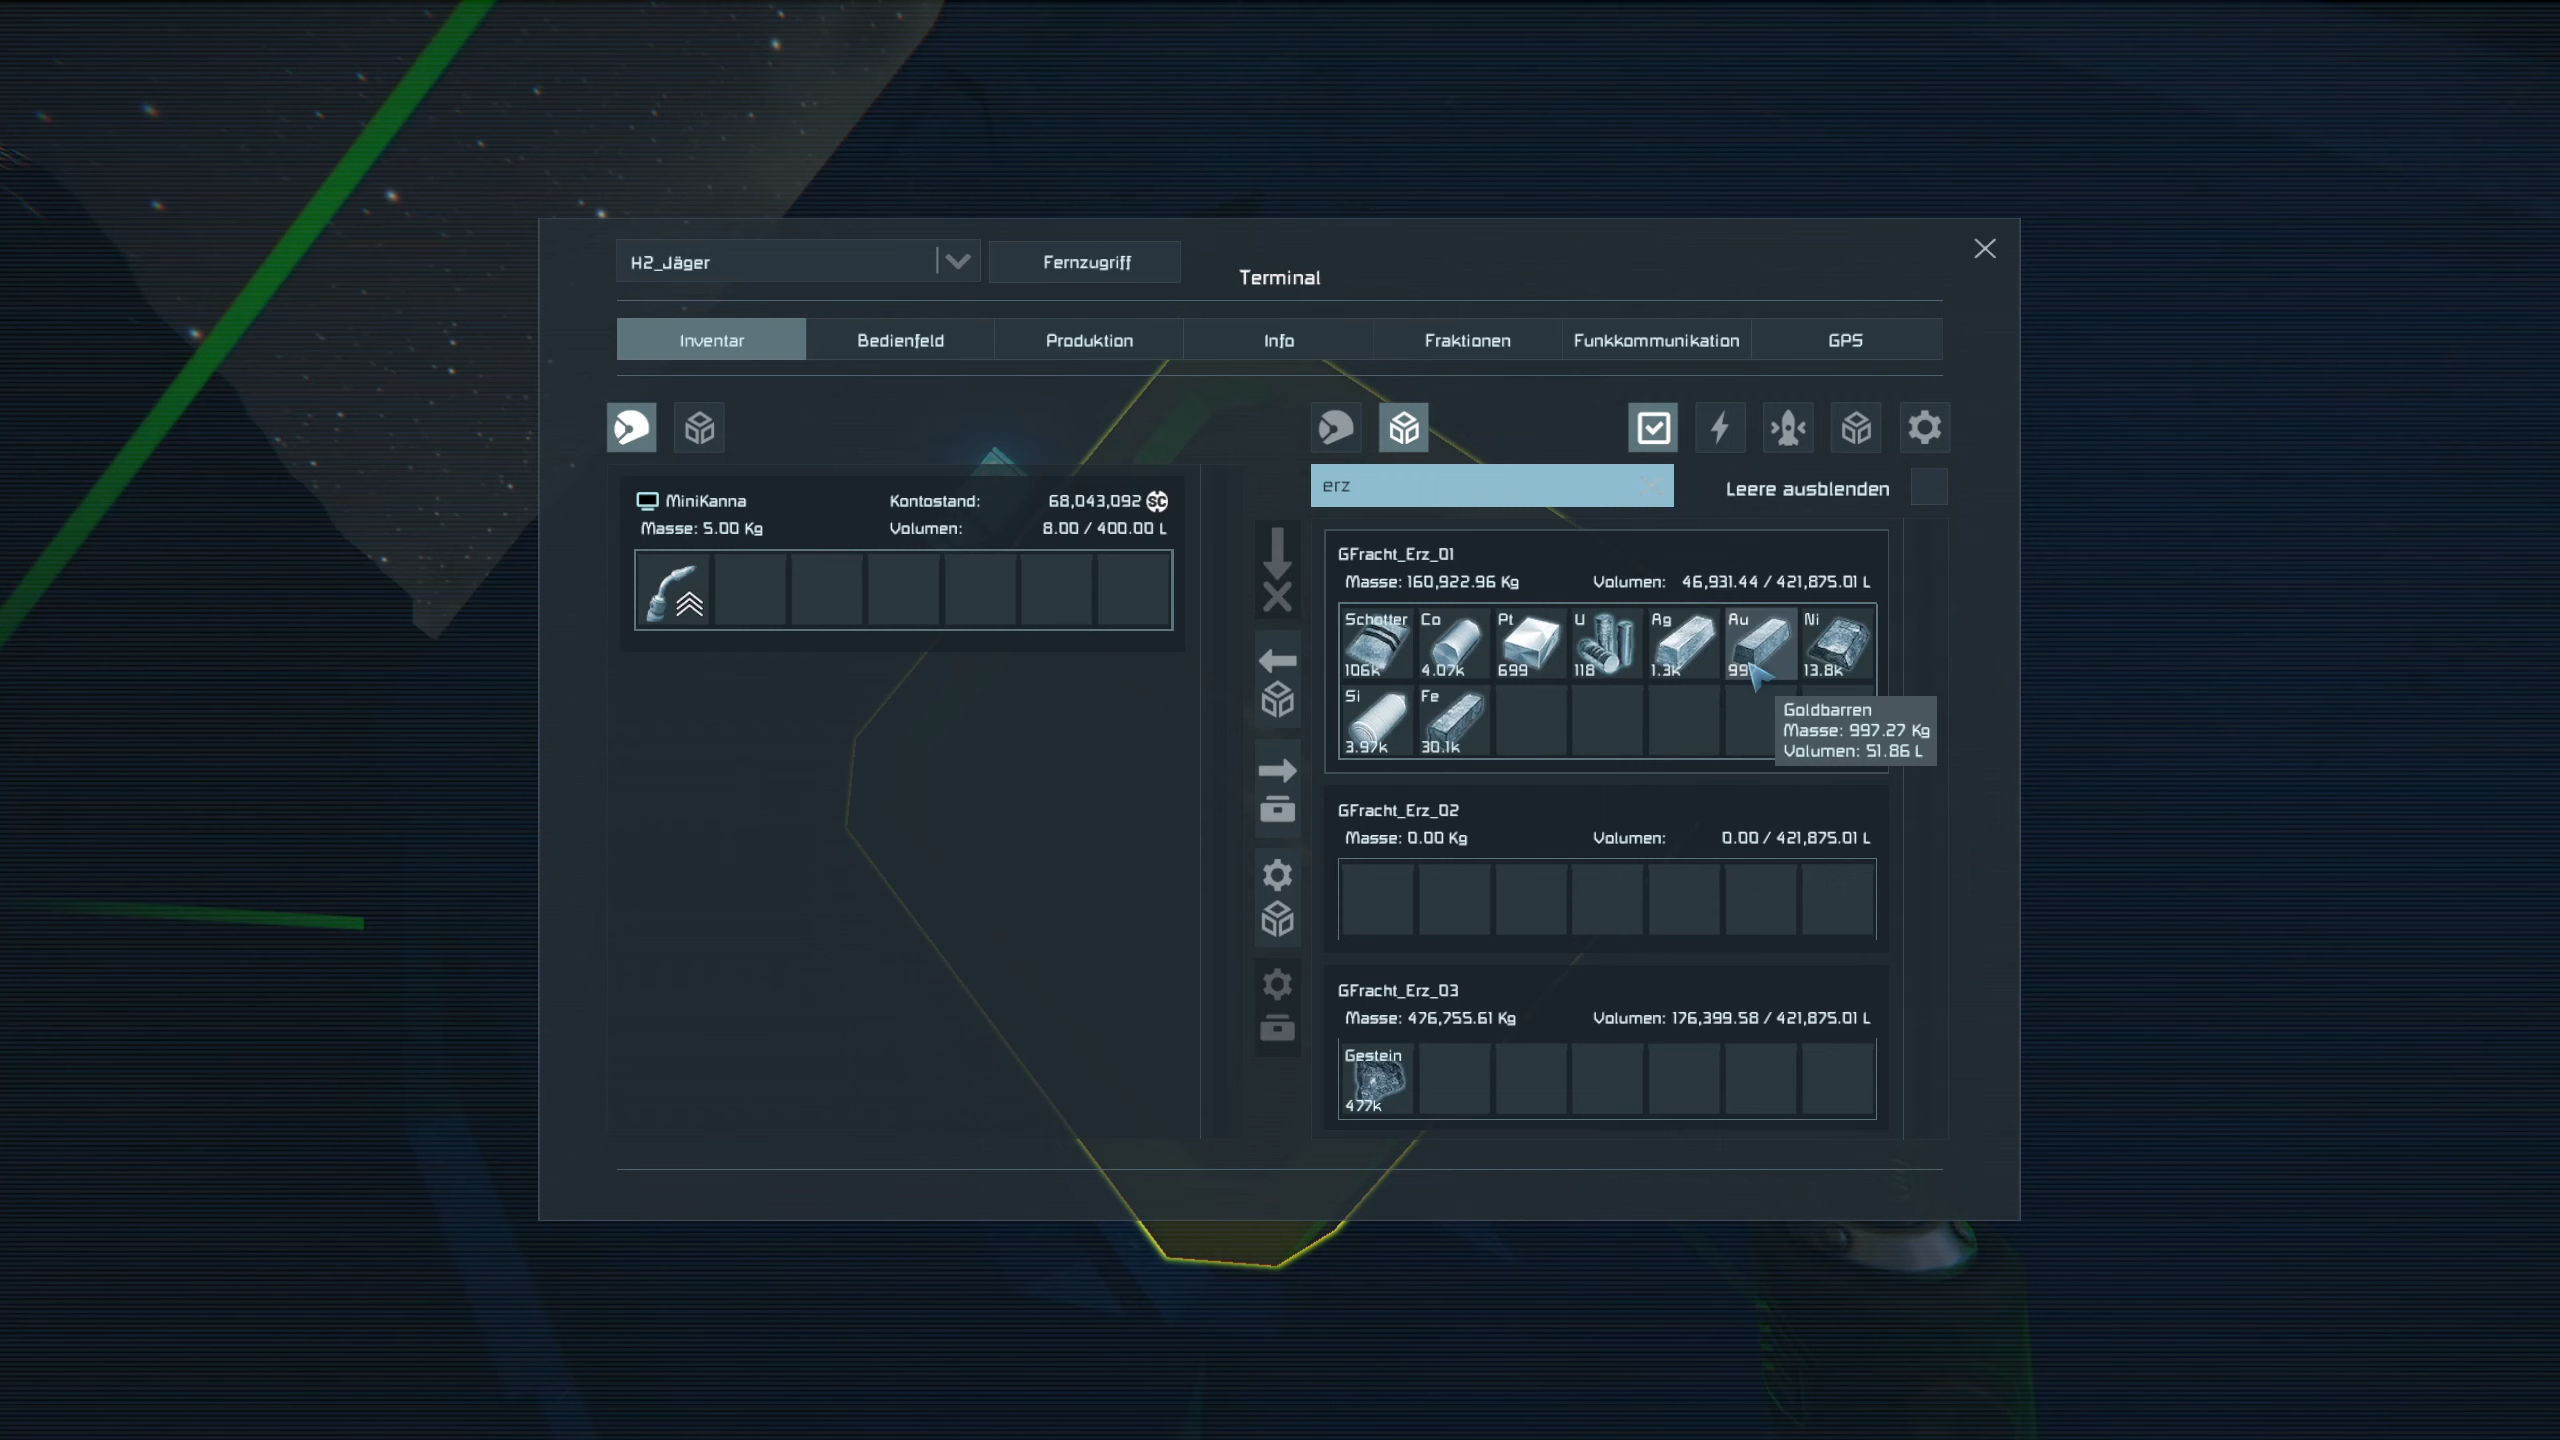 H2_Jäger
Fernzugriff
Terminal
Inventar
Bedienfeld
Produktion
Info
Fraktionen
Funkkommunikation
GPS
erz
Leere ausblenden
MiniKanna
Kontostand: 68,043,092 SC
Masse: 5.00 Kg
Volumen: 8.00 / 400.00 L
GFracht_Erz_01
Masse: 160,922.96 Kg
Volumen: 46,931.44 / 421,875.01 L
Schotter Co Pt U Ag Au Ni
106k 4.07k 699 118 1.3k 99 13.8k
Si Fe
3.97k 30.1k
Goldbarren
Masse: 997.27 Kg
Volumen: 51.86 L
GFracht_Erz_02
Masse: 0.00 Kg
Volumen: 0.00 / 421,875.01 L
GFracht_Erz_03
Masse: 476,755.61 Kg
Volumen: 176,399.58 / 421,875.01 L
Gestein
477k